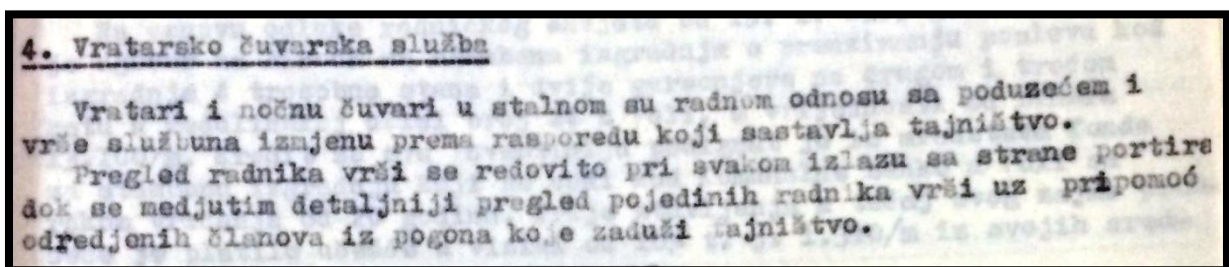 4. Vratarsko čuvarska služba
Vratari i noćnu čuvari u stalnom su radnom odnosu sa poduzećem i
vrše službuna izmjenu prema rasporedu koji sastavlja tajništvo.
Pregled radnika vrši se redovito pri svakom izlazu sa strane portira
dok se medjutim detaljniji pregled pojedinih radnika vrši uz pripomoć
odredjenih članova iz pogona koje zaduži tajništvo.